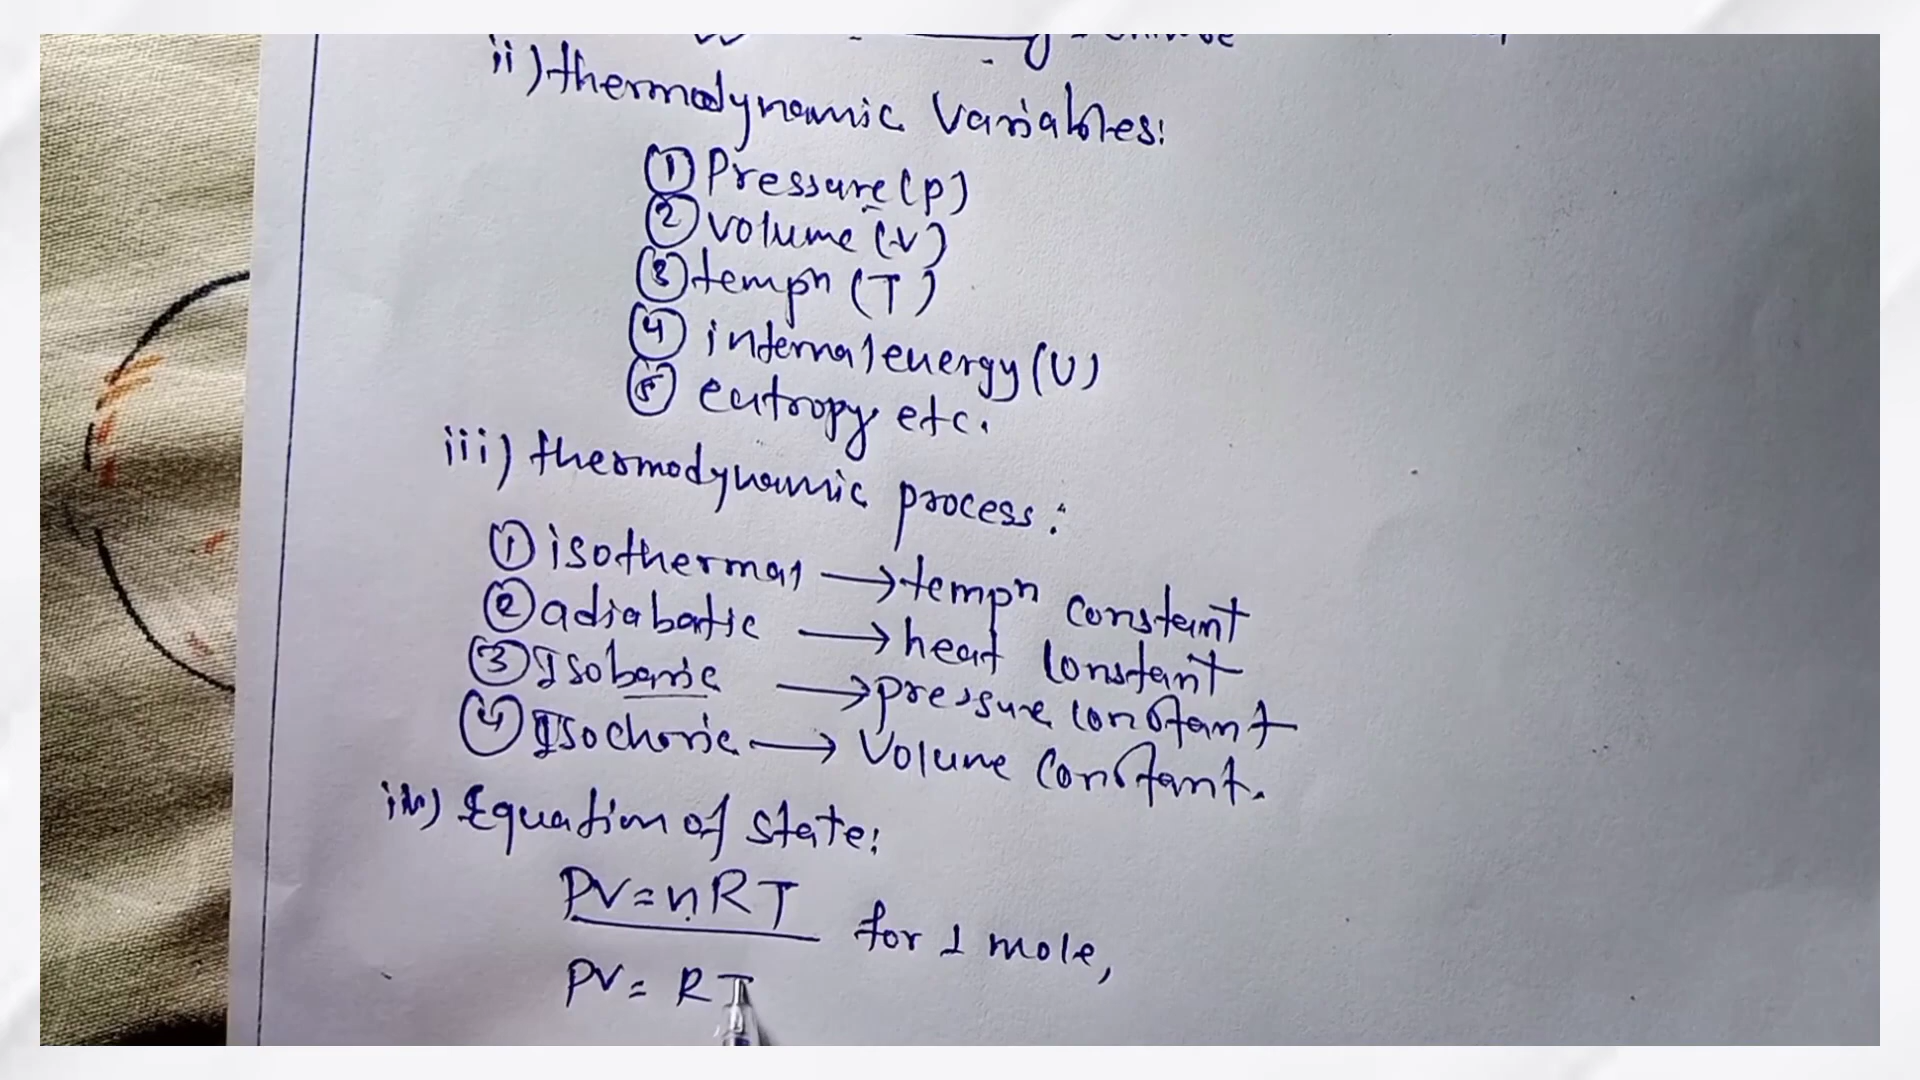 ii) thermodynamic variables:
① Pressure (P)
② volume (V)
③ tempn (T)
④ internal energy (U)
⑤ entropy etc.
iii) thermodynamic process:
① isothermal → tempn constant
② adiabatic → heat constant
③ Isobaric → pressure constant
④ Isochoric → Volume constant.
iv) Equation of state:
PV = nRT for 1 mole,
PV = RT